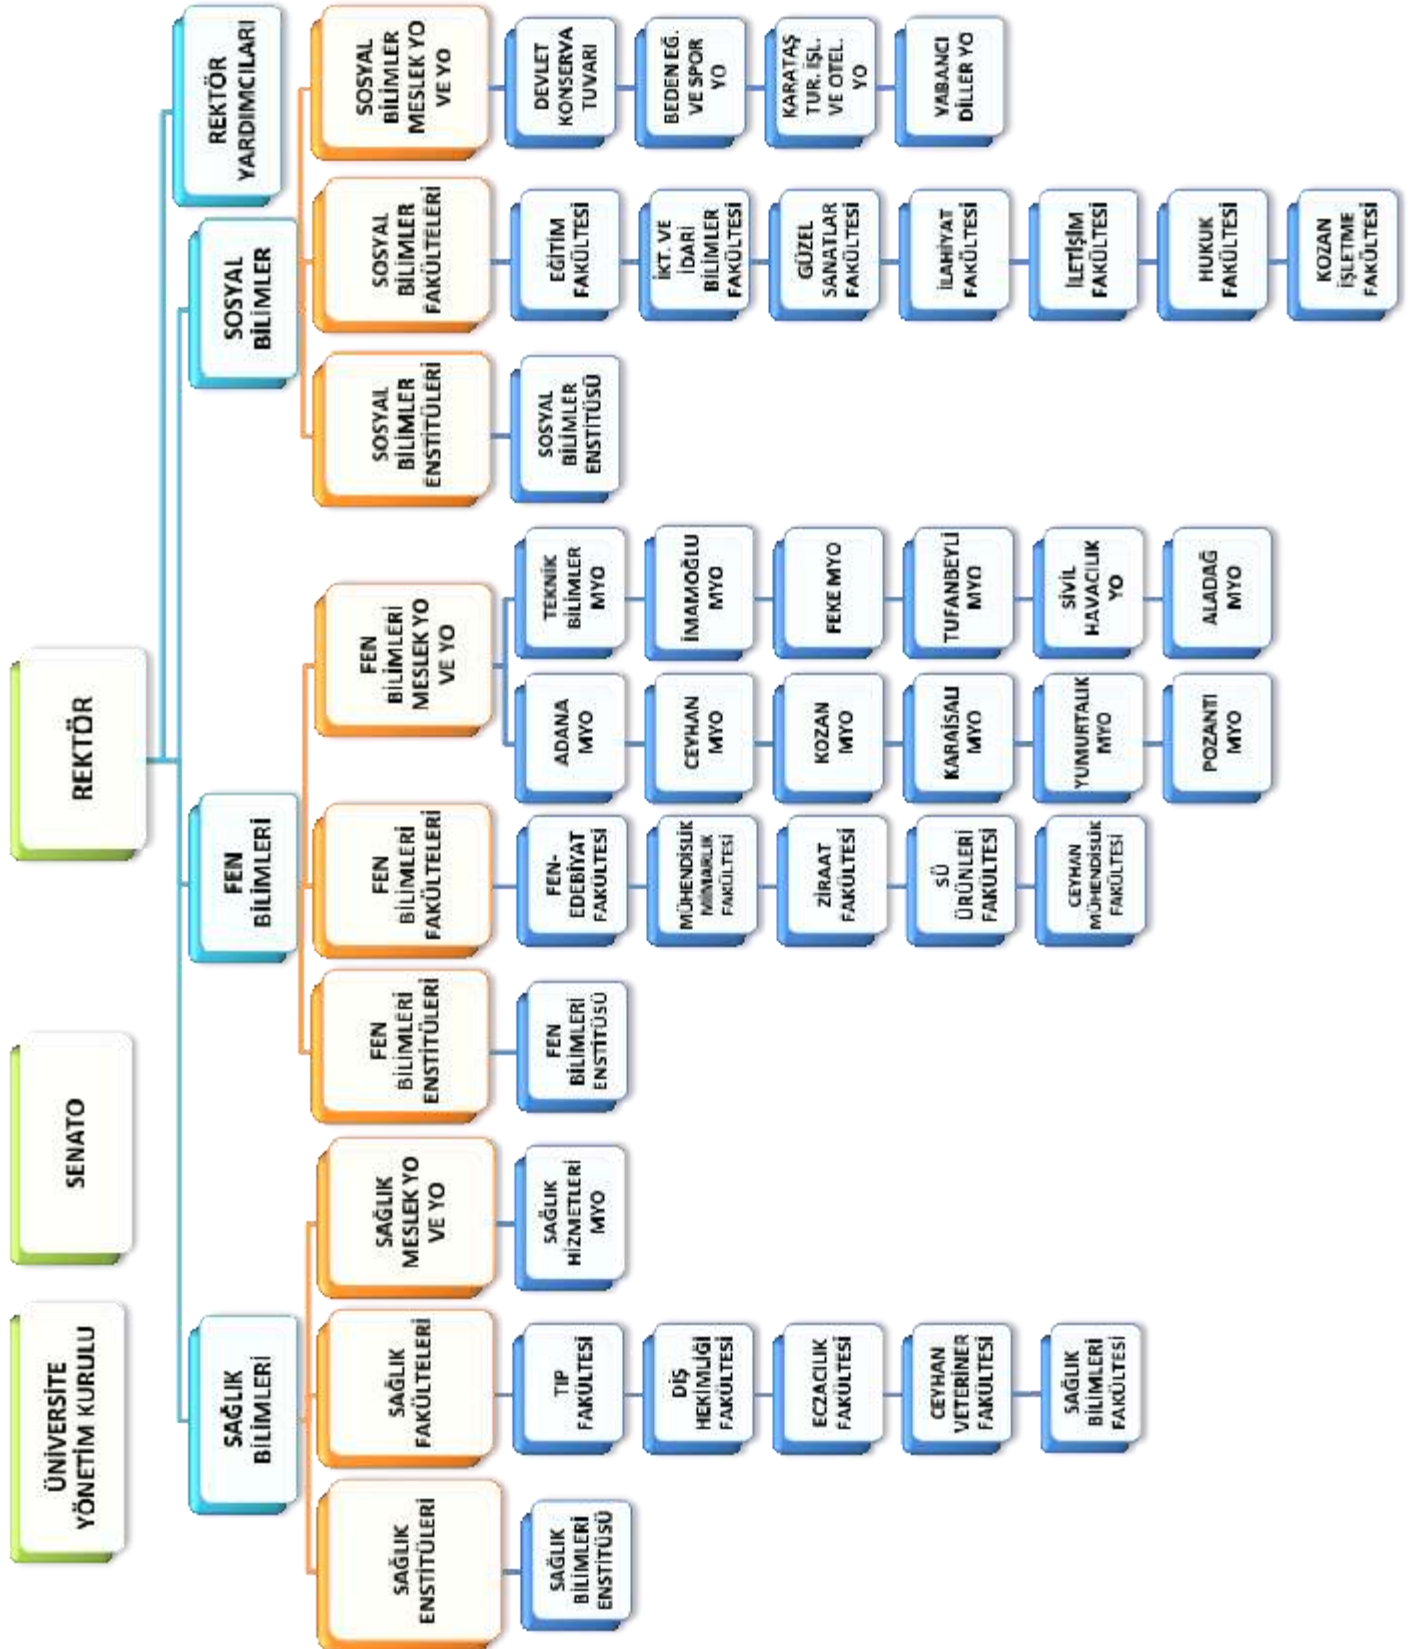 ÜNİVERSİTE
YÖNETİM KURULU
SENATO
REKTÖR
REKTÖR
YARDIMCILARI
SAĞLIK
BİLİMLERİ
FEN
BİLİMLERİ
SOSYAL
BİLİMLER
SAĞLIK
ENSTİTÜLERİ
SAĞLIK
FAKÜLTELERİ
SAĞLIK
MESLEK YO
VE YO
FEN
BİLİMLERİ
ENSTİTÜLERİ
FEN
BİLİMLERİ
FAKÜLTELERİ
FEN
BİLİMLERİ
MESLEK YO
VE YO
SOSYAL
BİLİMLER
ENSTİTÜLERİ
SOSYAL
BİLİMLER
FAKÜLTELERİ
SOSYAL
BİLİMLER
MESLEK YO
VE YO
SAĞLIK
BİLİMLERİ
ENSTİTÜSÜ
TIP
FAKÜLTESİ
DİŞ
HEKİMLİĞİ
FAKÜLTESİ
ECZACILIK
FAKÜLTESİ
CEYHAN
VETERİNER
FAKÜLTESİ
SAĞLIK
BİLİMLERİ
FAKÜLTESİ
SAĞLIK
HİZMETLERİ
MYO
FEN
BİLİMLERİ
ENSTİTÜSÜ
FEN-
EDEBİYAT
FAKÜLTESİ
MÜHENDİSLİK
MİMARLIK
FAKÜLTESİ
ZİRAAT
FAKÜLTESİ
SÜ
ÜRÜNLERİ
FAKÜLTESİ
CEYHAN
MÜHENDİSLİK
FAKÜLTESİ
ADANA
MYO
CEYHAN
MYO
KOZAN
MYO
KARAİSALI
MYO
YUMURTALIK
MYO
POZANTI
MYO
TEKNİK
BİLİMLER
MYO
İMAMOĞLU
MYO
FEKE MYO
TUFANBEYLİ
MYO
SİVİL
HAVACILIK
YO
ALADAĞ
MYO
SOSYAL
BİLİMLER
ENSTİTÜSÜ
EĞİTİM
FAKÜLTESİ
İKT. VE
İDARİ
BİLİMLER
FAKÜLTESİ
GÜZEL
SANATLAR
FAKÜLTESİ
İLAHİYAT
FAKÜLTESİ
İLETİŞİM
FAKÜLTESİ
HUKUK
FAKÜLTESİ
KOZAN
İŞLETME
FAKÜLTESİ
DEVLET
KONSERVA
TUVARI
BEDEN EĞ.
VE SPOR
YO
KARATAŞ
TUR. İŞL.
VE OTEL.
YO
YABANCI
DİLLER YO